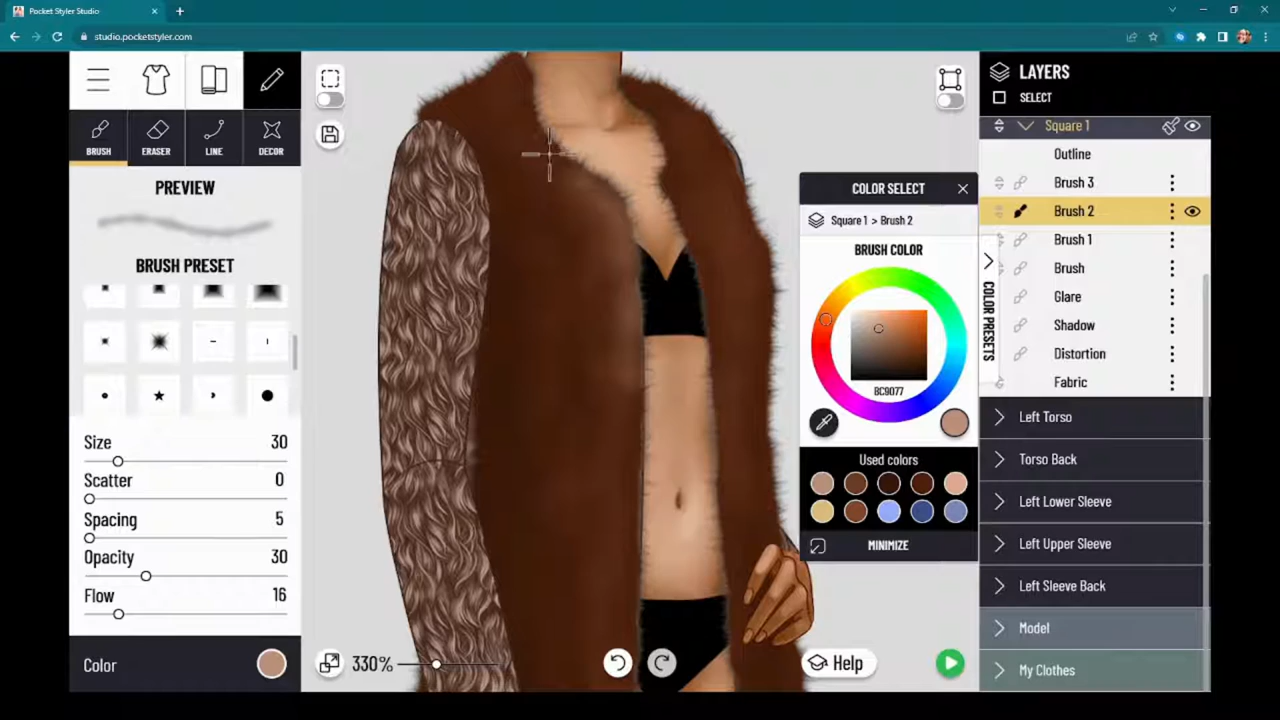 Pocket Styler Studio
studio.pocketstyler.com
BRUSH
ERASER
LINE
DECOR
PREVIEW
BRUSH PRESET
Size 30
Scatter 0
Spacing 5
Opacity 30
Flow 16
Color
330%
Help
COLOR SELECT
Square 1 > Brush 2
BRUSH COLOR
BC9077
Used colors
MINIMIZE
COLOR PRESETS
LAYERS
SELECT
Square 1
Outline
Brush 3
Brush 2
Brush 1
Brush
Glare
Shadow
Distortion
Fabric
Left Torso
Torso Back
Left Lower Sleeve
Left Upper Sleeve
Left Sleeve Back
Model
My Clothes